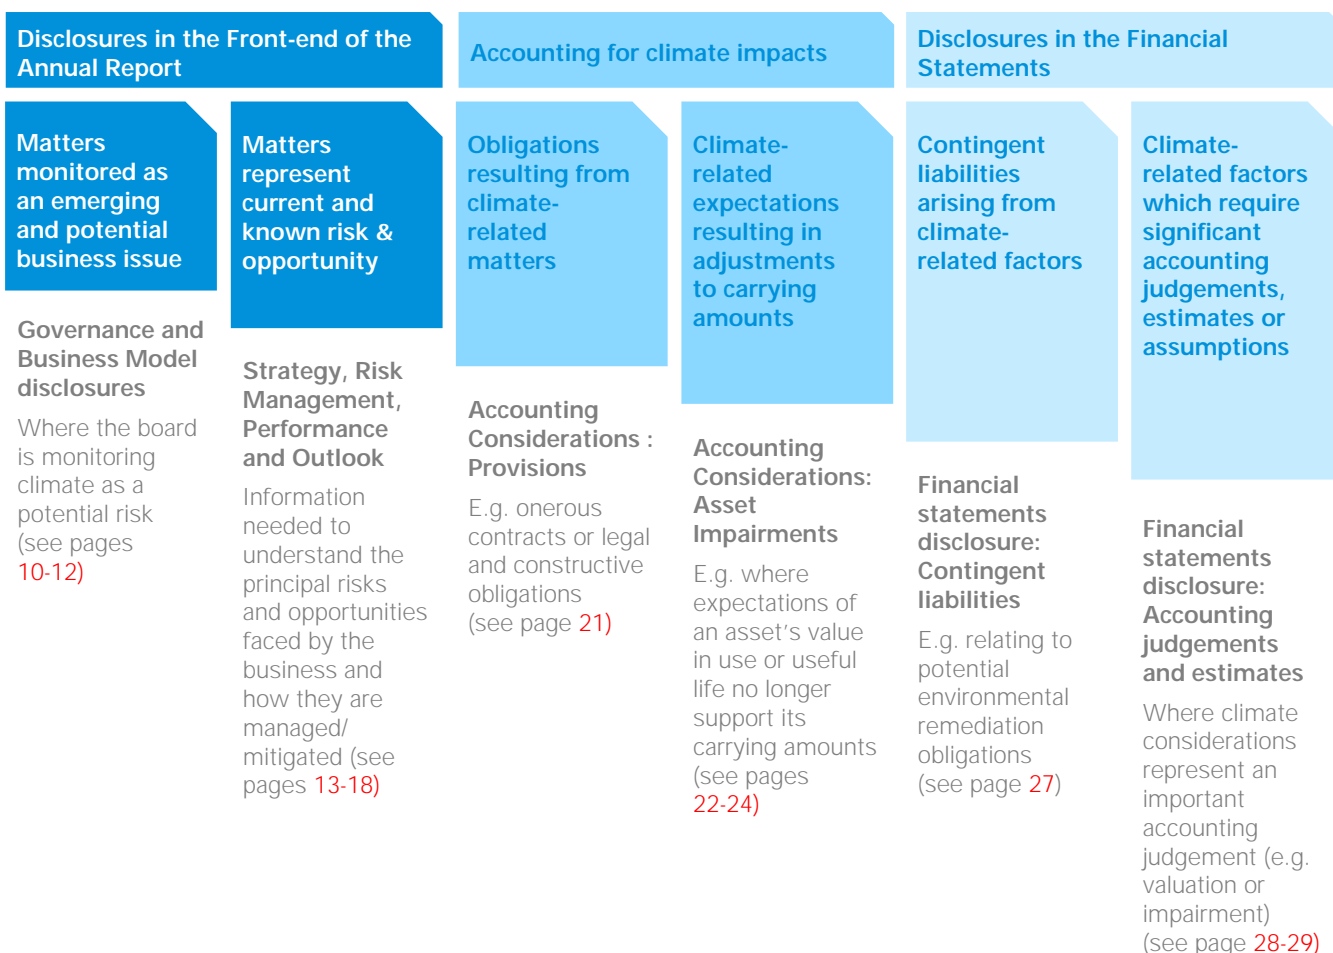 Disclosures in the Front-end of the
Annual Report
Accounting for climate impacts
Disclosures in the Financial
Statements
Matters
monitored as
an emerging
and potential
business issue
Governance and
Business Model
disclosures
Where the board
is monitoring
climate as a
potential risk
(see pages
10-12)
Matters
represent
current and
known risk &
opportunity
Strategy, Risk
Management,
Performance
and Outlook
Information
needed to
understand the
principal risks
and opportunities
faced by the
business and
how they are
managed/
mitigated (see
pages 13-18)
Obligations
resulting from
climate-
related
matters
Accounting
Considerations :
Provisions
E.g. onerous
contracts or legal
and constructive
obligations
(see page 21)
Climate-
related
expectations
resulting in
adjustments
to carrying
amounts
Accounting
Considerations:
Asset
Impairments
E.g. where
expectations of
an asset’s value
in use or useful
life no longer
support its
carrying amounts
(see pages
22-24)
Contingent
liabilities
arising from
climate-
related factors
Financial
statements
disclosure:
Contingent
liabilities
E.g. relating to
potential
environmental
remediation
obligations
(see page 27)
Climate-
related factors
which require
significant
accounting
judgements,
estimates or
assumptions
Financial
statements
disclosure:
Accounting
judgements
and estimates
Where climate
considerations
represent an
important
accounting
judgement (e.g.
valuation or
impairment)
(see page 28-29)